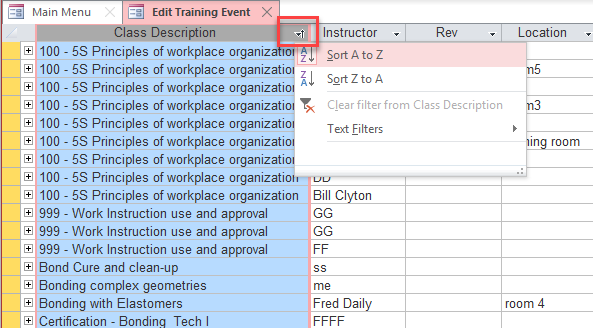 Main Menu Edit Training Event
Class Description Instructor Rev Location
100 - 5S Principles of workplace organization
100 - 5S Principles of workplace organization
100 - 5S Principles of workplace organization
100 - 5S Principles of workplace organization
100 - 5S Principles of workplace organization
100 - 5S Principles of workplace organization
100 - 5S Principles of workplace organization
100 - 5S Principles of workplace organization
100 - 5S Principles of workplace organization Bill Clyton
999 - Work Instruction use and approval GG
999 - Work Instruction use and approval GG
999 - Work Instruction use and approval FF
Bond Cure and clean-up ss
Bonding complex geometries me
Bonding with Elastomers Fred Daily room 4
Certification - Bonding Tech I FFFF
Sort A to Z
Sort Z to A
Clear filter from Class Description
Text Filters